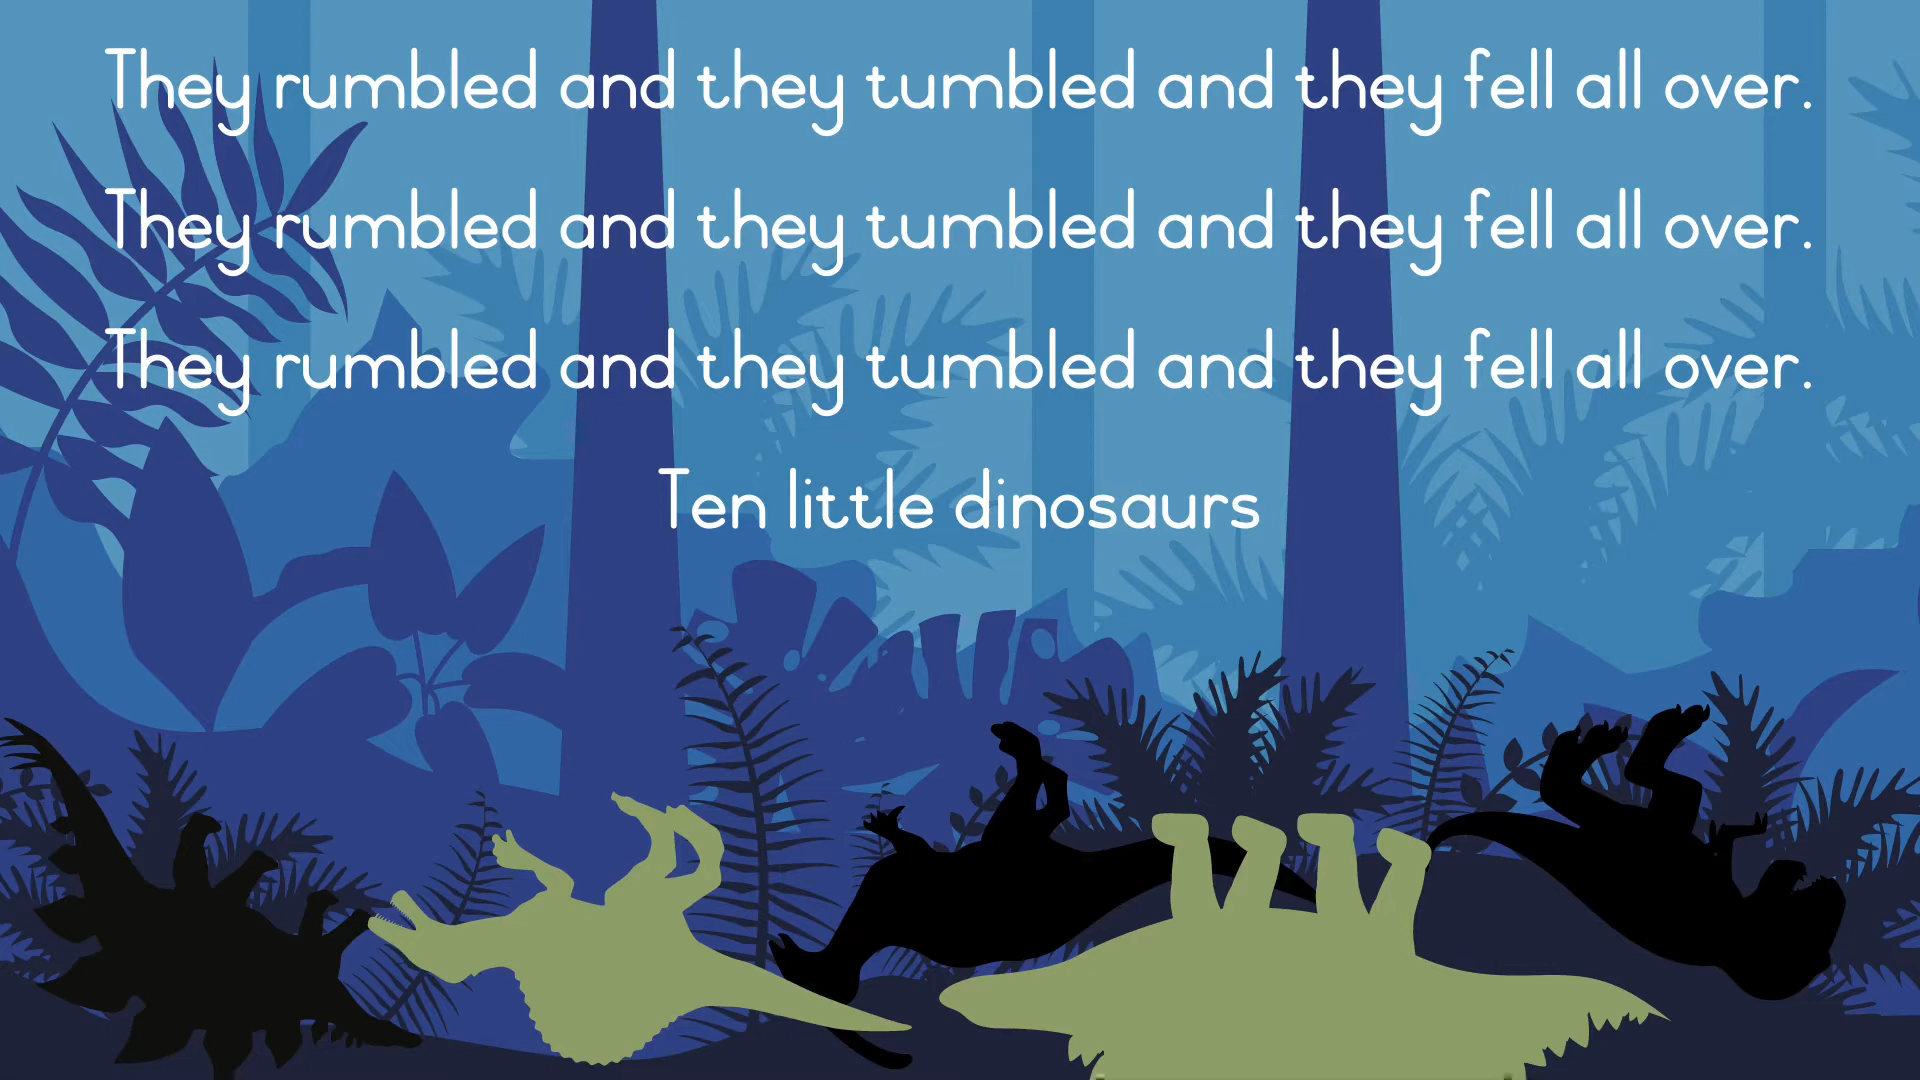 They rumbled and they tumbled and they fell all over.
They rumbled and they tumbled and they fell all over.
They rumbled and they tumbled and they fell all over.
Ten little dinosaurs